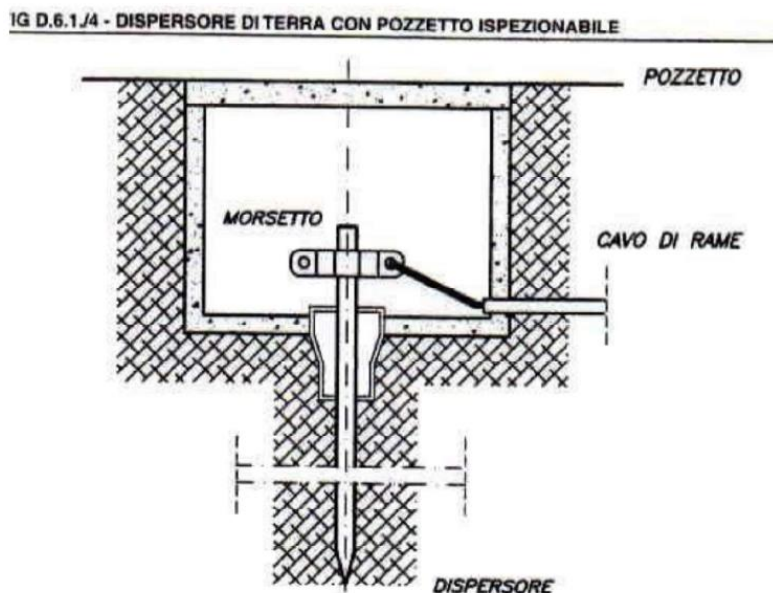 IG D.6.1./4 - DISPERSORE DI TERRA CON POZZETTO ISPEZIONABILE
POZZETTO
MORSETTO
CAVO DI RAME
DISPERSORE